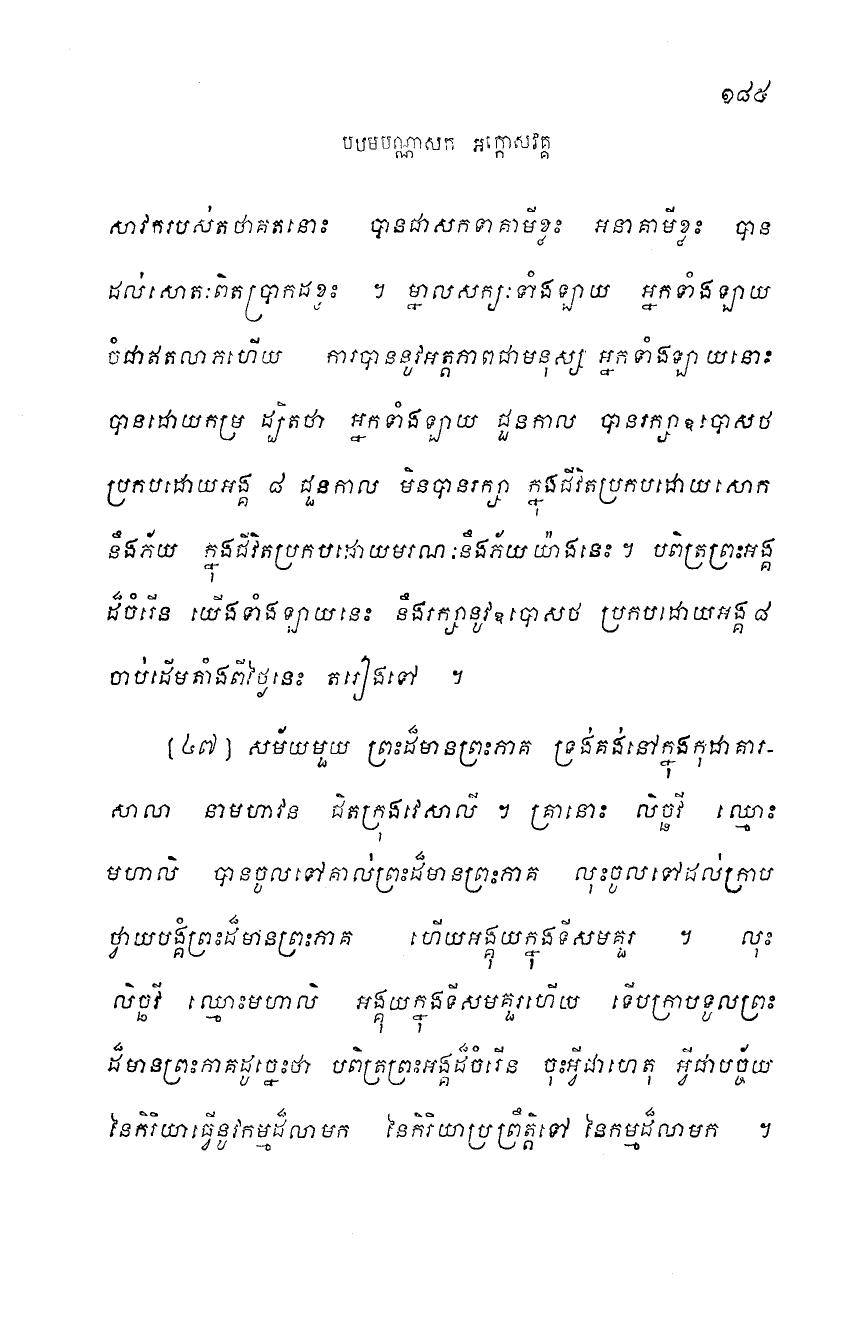 ១៨៥
បឋមបណ្ណាសក អក្កោសវគ្គ
សាវករបស់តថាគតនោះ បានជាសកទាគាមីខ្លះ អនាគាមីខ្លះ បាន
ដល់សោតៈពិតប្រាកដខ្លះ ។ ម្នាលសក្យៈទាំងឡាយ អ្នកទាំងឡាយ
ចំជាឥតលាភហើយ ការបាននូវអត្តភាពជាមនុស្ស អ្នកទាំងឡាយនោះ
បានដោយកម្រ ដ្បិតថា អ្នកទាំងឡាយ ជួនកាល បានរក្សាឧបោសថ
ប្រកបដោយអង្គ ៨ ជួនកាល មិនបានរក្សា ក្នុងជីវិតប្រកបដោយសោក
នឹងភ័យ ក្នុងជីវិតប្រកបដោយមរណៈនឹងភ័យយ៉ាងនេះ ។ បពិត្រព្រះអង្គ
ដ៏ចំរើន យើងទាំងឡាយនេះ នឹងរក្សានូវឧបោសថ ប្រកបដោយអង្គ ៨
ចាប់ដើមតាំងពីថ្ងៃនេះ តរៀងទៅ ។
(៤៧) សម័យមួយ ព្រះដ៏មានព្រះភាគ ទ្រង់គង់នៅក្នុងកុដាគារ-
សាលា នាមហាវន ជិតក្រុងវេសាលី ។ គ្រានោះ លិច្ឆវី ឈ្មោះ
មហាលិ បានចូលទៅគាល់ព្រះដ៏មានព្រះភាគ លុះចូលទៅដល់ក្រាប
ថ្វាយបង្គំព្រះដ៏មានព្រះភាគ ហើយអង្គុយក្នុងទីសមគួរ ។ លុះ
លិច្ឆវី ឈ្មោះមហាលិ អង្គុយក្នុងទីសមគួរហើយ ទើបក្រាបទូលព្រះ
ដ៏មានព្រះភាគដូច្នេះថា បពិត្រព្រះអង្គដ៏ចំរើន ចុះអ្វីជាហេតុ អ្វីជាបច្ច័យ
នៃកិរិយាធ្វើនូវកម្មដ៏លាមក នៃកិរិយាប្រព្រឹត្តិទៅ នៃកម្មដ៏លាមក ។